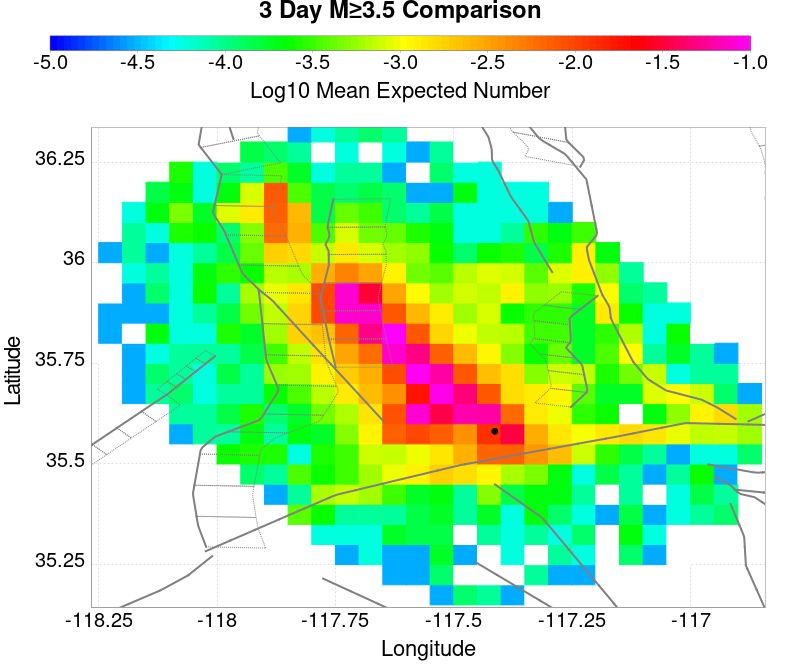 3 Day M≥3.5 Comparison
-5.0 -4.5 -4.0 -3.5 -3.0 -2.5 -2.0 -1.5 -1.0
Log10 Mean Expected Number
36.25
36
35.75
35.5
35.25
Latitude
-118.25 -118 -117.75 -117.5 -117.25 -117
Longitude